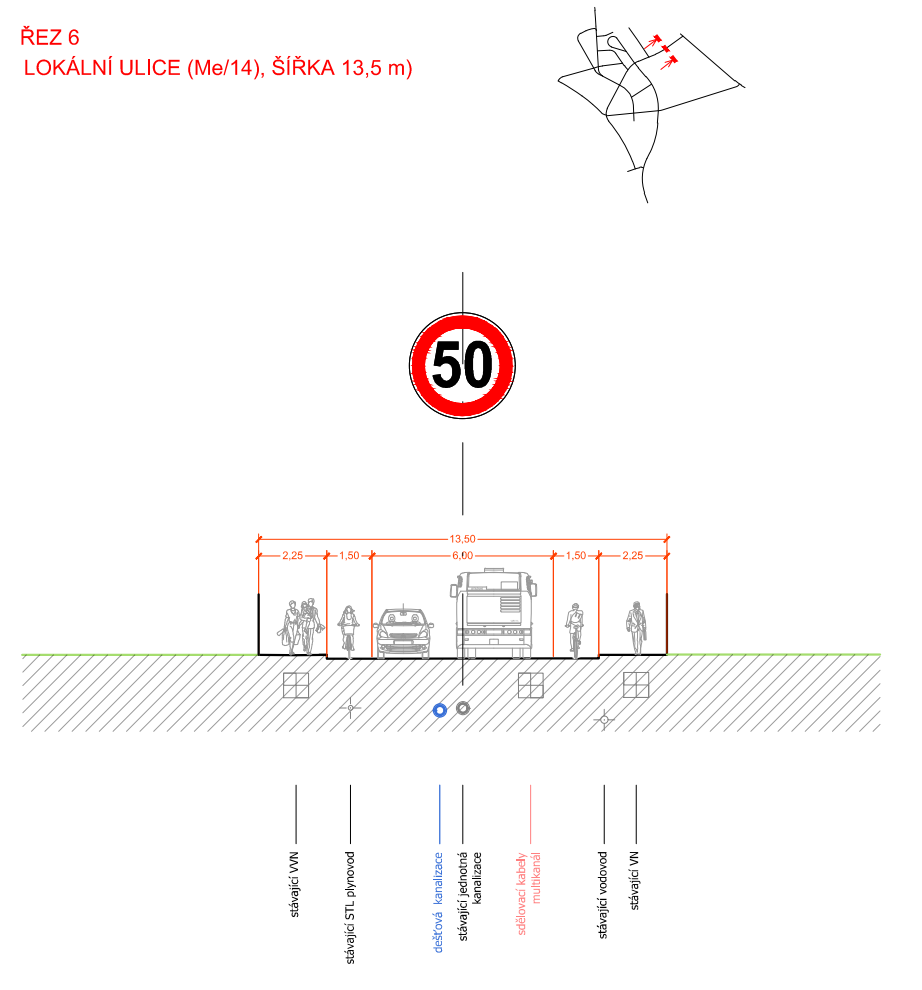 ŘEZ 6
LOKÁLNÍ ULICE (Me/14), ŠÍŘKA 13,5 m)
50
13,50
2,25 1,50 6,00 1,50 2,25
stávající VVN
stávající STL plynovod
dešťová kanalizace
stávající jednotná
kanalizace
sdělovací kabely
multikanál
stávající vodovod
stávající VN